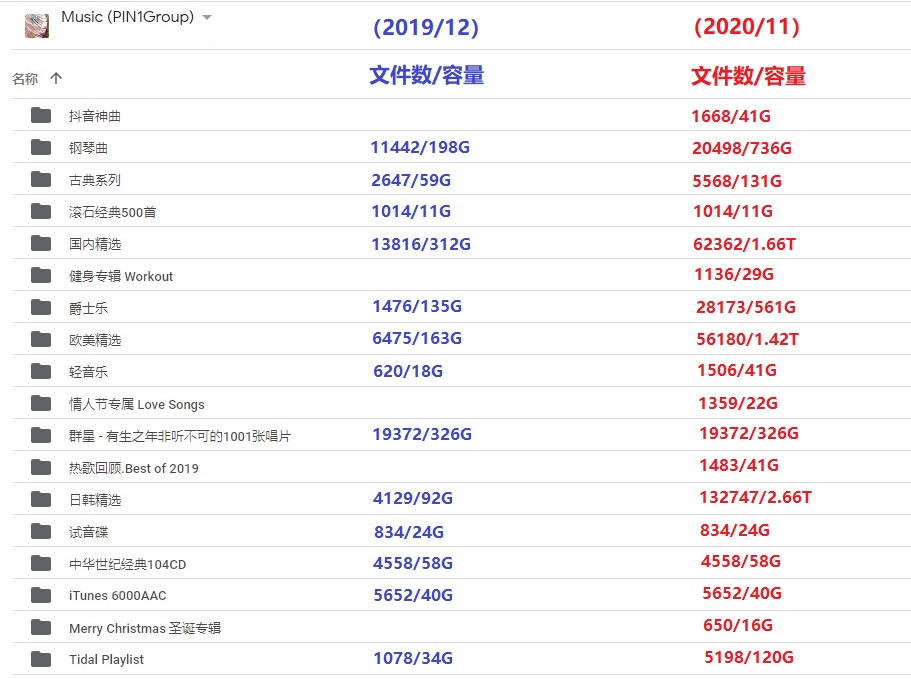 Music (PIN1Group) (2019/12) (2020/11)
名称 文件数/容量 文件数/容量
抖音神曲 1668/41G
钢琴曲 11442/198G 20498/736G
古典系列 2647/59G 5568/131G
滚石经典500首 1014/11G 1014/11G
国内精选 13816/312G 62362/1.66T
健身专辑 Workout 1136/29G
爵士乐 1476/135G 28173/561G
欧美精选 6475/163G 56180/1.42T
轻音乐 620/18G 1506/41G
情人节专属 Love Songs 1359/22G
群星 - 有生之年非听不可的1001张唱片 19372/326G 19372/326G
热歌回顾.Best of 2019 1483/41G
日韩精选 4129/92G 132747/2.66T
试音碟 834/24G 834/24G
中华世纪经典104CD 4558/58G 4558/58G
iTunes 6000AAC 5652/40G 5652/40G
Merry Christmas 圣诞专辑 650/16G
Tidal Playlist 1078/34G 5198/120G